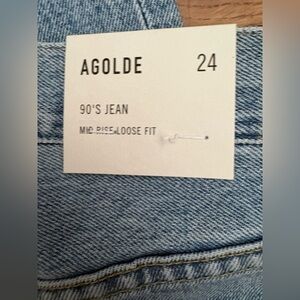 AGOLDE 24
90'S JEAN
MID RISE LOOSE FIT